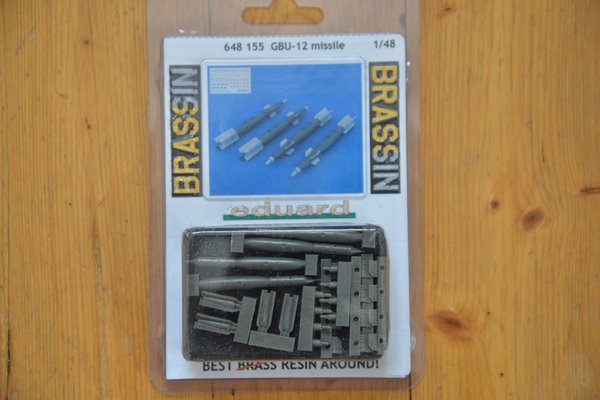 648 155 GBU-12 missile 1/48
BRASSIN
BRASSIN
eduard
BEST BRASS RESIN AROUND!